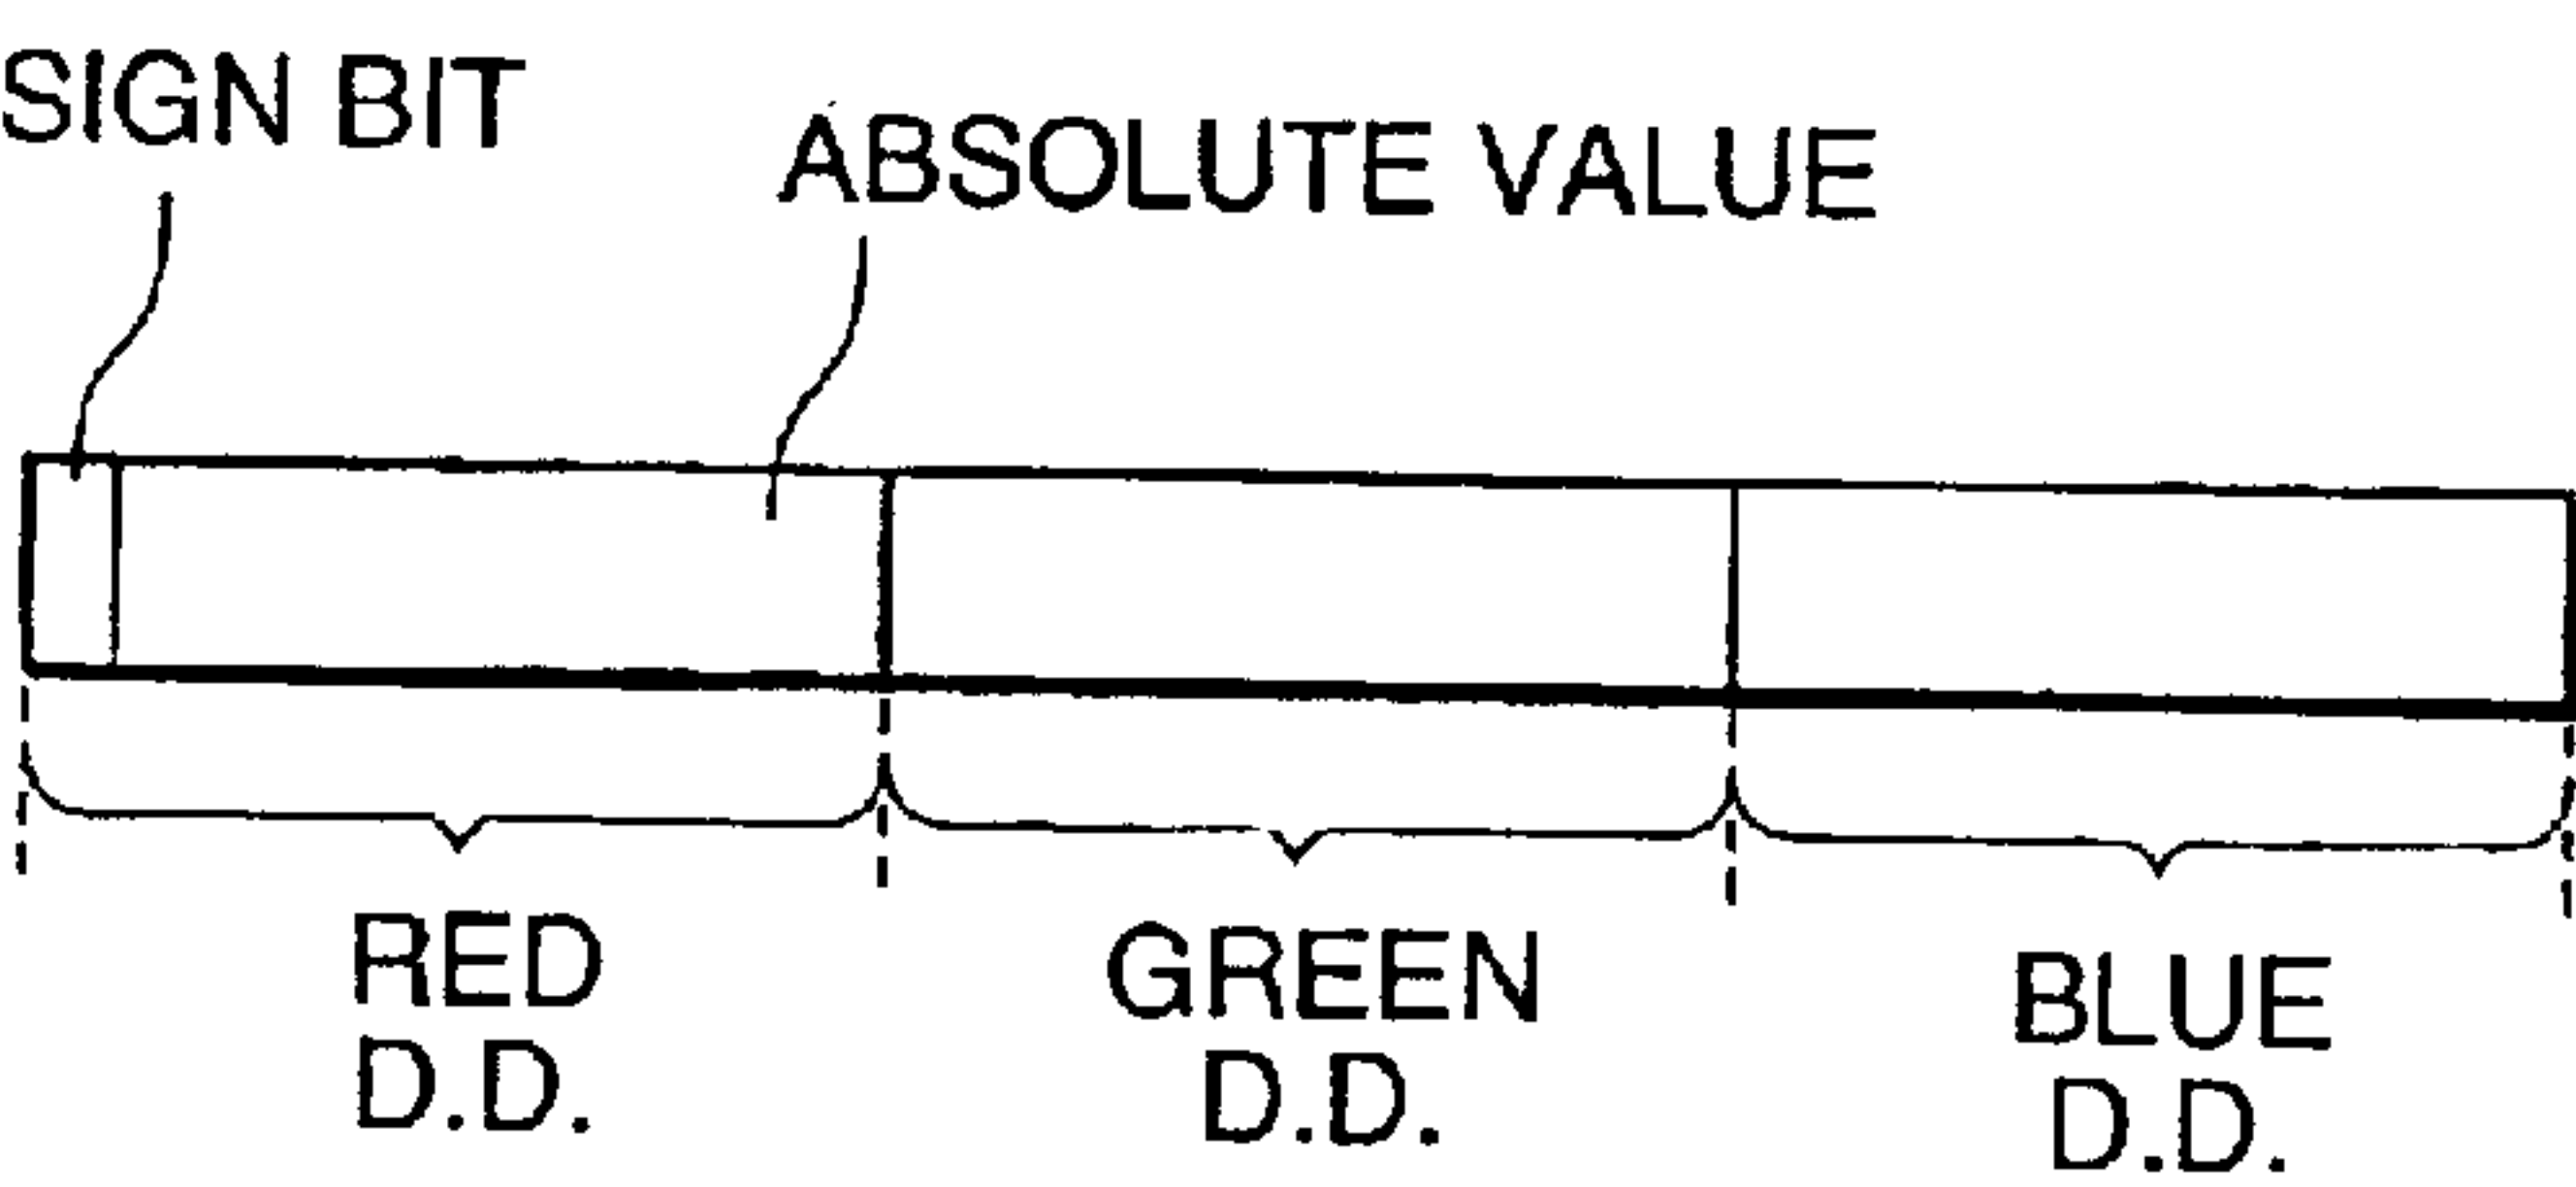 SIGN BIT
ABSOLUTE VALUE
RED
D.D.
GREEN
D.D.
BLUE
D.D.